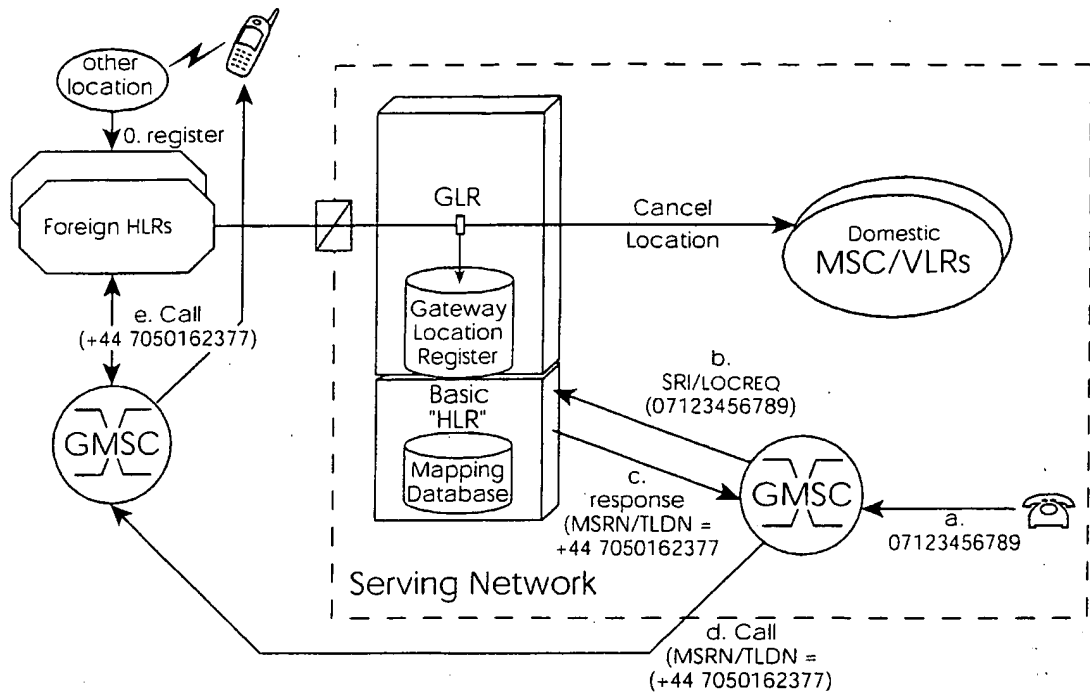 other
location
0. register
Foreign HLRs
e. Call
(+44 7050162377)
GMSC
GLR
Gateway
Location
Register
Basic
"HLR"
Mapping
Database
Cancel
Location
Domestic
MSC/VLRs
b.
SRI/LOCREQ
(07123456789)
c.
response
(MSRN/TLDN =
+44 7050162377
GMSC
a.
07123456789
Serving Network
d. Call
(MSRN/TLDN =
(+44 7050162377)